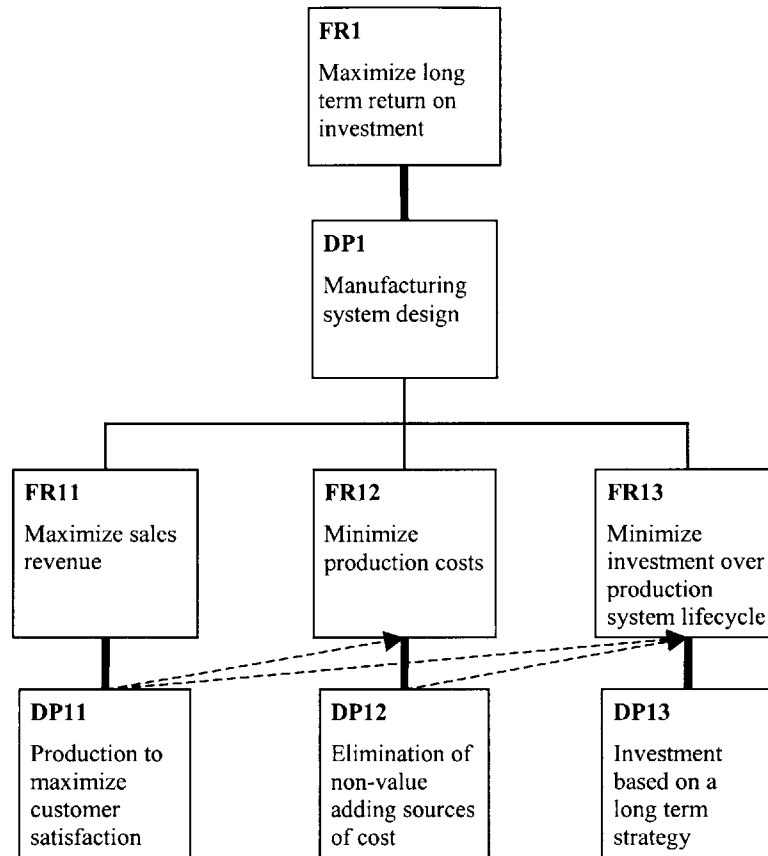 FR1
Maximize long
term return on
investment
DP1
Manufacturing
system design
FR11
Maximize sales
revenue
FR12
Minimize
production costs
FR13
Minimize
investment over
production
system lifecycle
DP11
Production to
maximize
customer
satisfaction
DP12
Elimination of
non-value
adding sources
of cost
DP13
Investment
based on a
long term
strategy